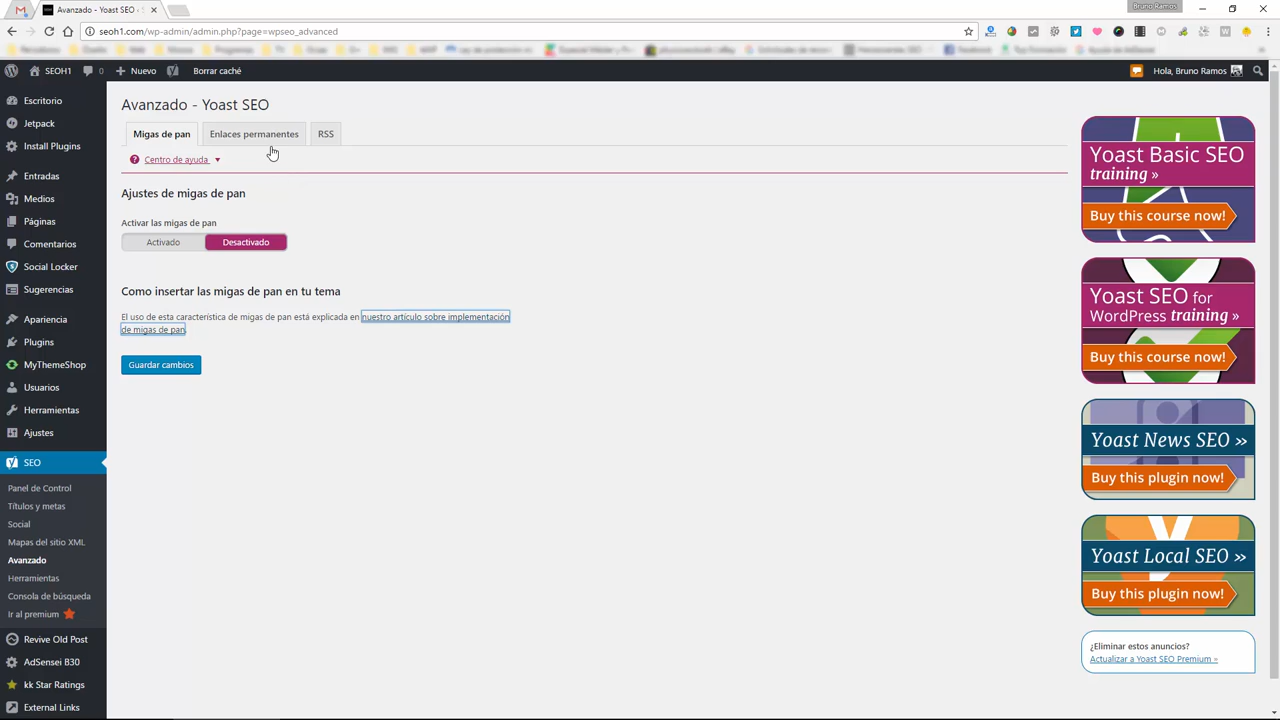 Bruno Ramos
Avanzado - Yoast SEO
seoh1.com/wp-admin/admin.php?page=wpseo_advanced
SEOH1 0 Nuevo Borrar caché Hola, Bruno Ramos
Escritorio
Jetpack
Install Plugins
Entradas
Medios
Páginas
Comentarios
Social Locker
Sugerencias
Apariencia
Plugins
MyThemeShop
Usuarios
Herramientas
Ajustes
SEO
Panel de Control
Títulos y metas
Social
Mapas del sitio XML
Avanzado
Herramientas
Consola de búsqueda
Ir al premium
Revive Old Post
AdSensei B30
kk Star Ratings
External Links
Avanzado - Yoast SEO
Migas de pan Enlaces permanentes RSS
Centro de ayuda
Ajustes de migas de pan
Activar las migas de pan
Activado Desactivado
Como insertar las migas de pan en tu tema
El uso de esta característica de migas de pan está explicada en nuestro artículo sobre implementación
de migas de pan.
Guardar cambios
Yoast Basic SEO
training »
Buy this course now!
Yoast SEO for
WordPress training »
Buy this course now!
Yoast News SEO »
Buy this plugin now!
Yoast Local SEO »
Buy this plugin now!
¿Eliminar estos anuncios?
Actualizar a Yoast SEO Premium »